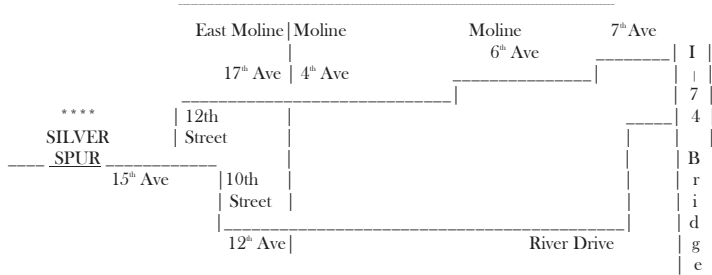 East Moline | Moline Moline 7th Ave
6th Ave I
17th Ave | 4th Ave |
7
**** 12th 4
SILVER Street
SPUR B
15th Ave 10th r
Street i
d
12th Ave River Drive g
e